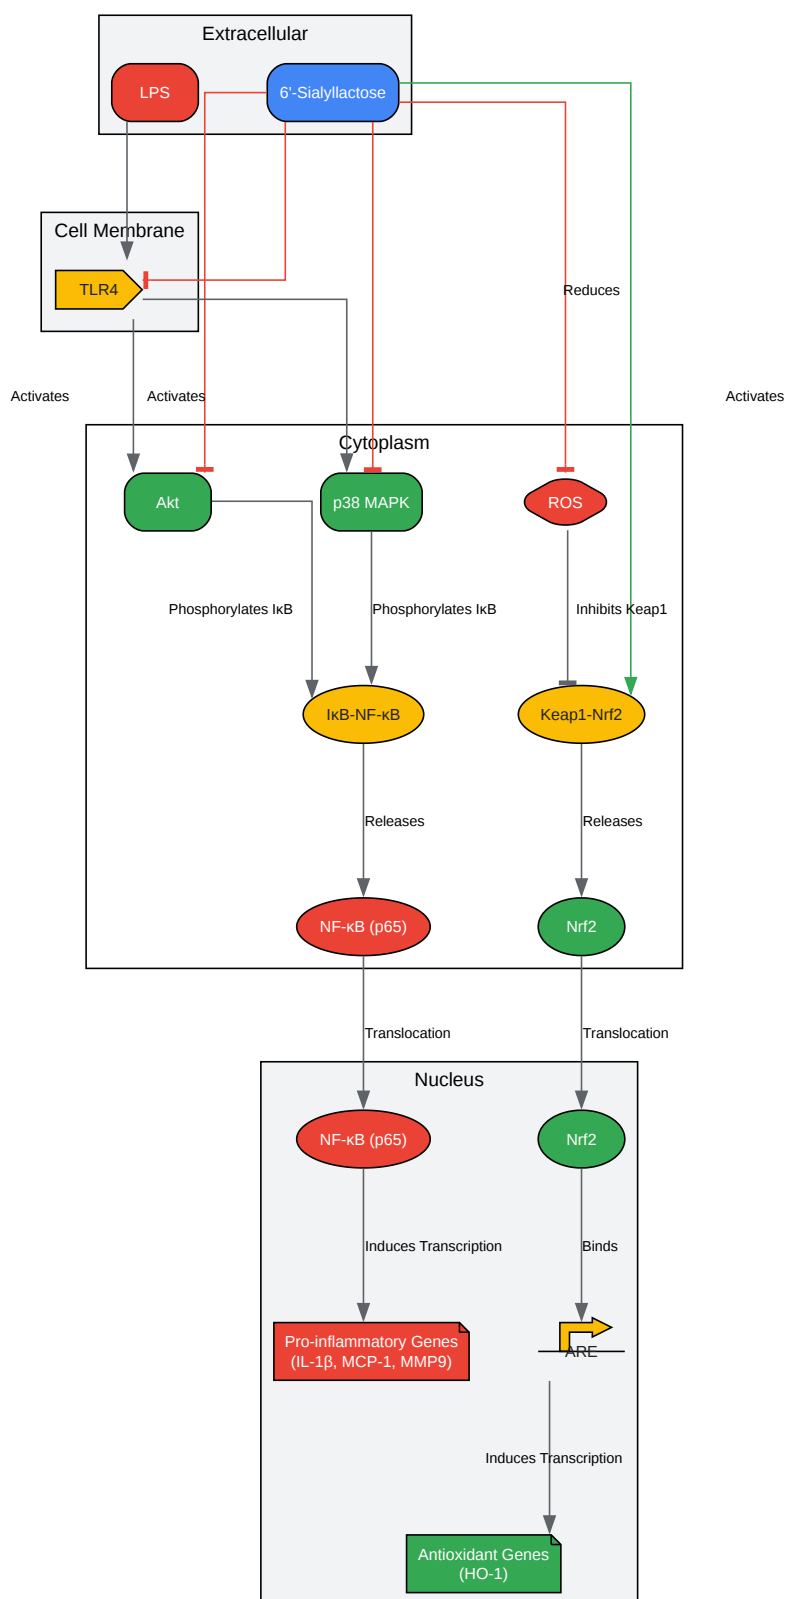 Extracellular
LPS
6'-Sialyllactose
Cell Membrane
TLR4
Reduces
Activates
Activates
Activates
Cytoplasm
Akt
p38 MAPK
ROS
Phosphorylates IκB
Phosphorylates IκB
Inhibits Keap1
IκB-NF-κB
Keap1-Nrf2
Releases
Releases
NF-κB (p65)
Nrf2
Translocation
Translocation
Nucleus
NF-κB (p65)
Nrf2
Induces Transcription
Binds
Pro-inflammatory Genes
(IL-1β, MCP-1, MMP9)
ARE
Induces Transcription
Antioxidant Genes
(HO-1)